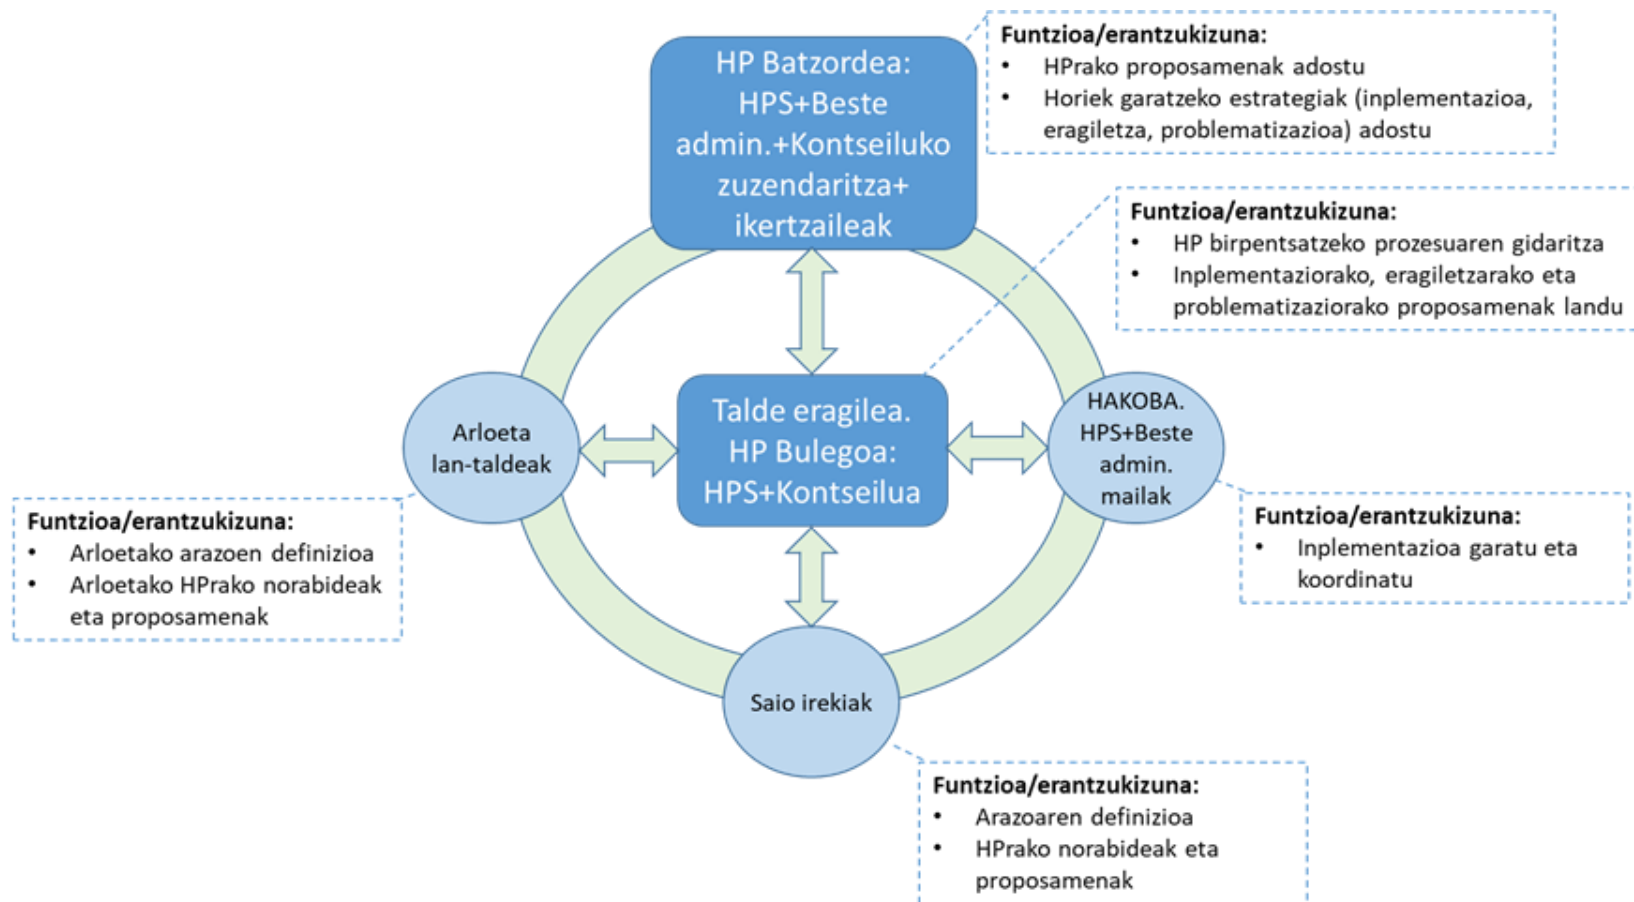 HP Batzordea:
HPS+Beste
admin.+Kontseiluko
zuzendaritza+
ikertzaileak
Funtzioa/erantzukizuna:
• HPrako proposamenak adostu
• Horiek garatzeko estrategiak (inplementazioa,
eragiletza, problematizazioa) adostu
Funtzioa/erantzukizuna:
• HP birpentsatzeko prozesuaren gidaritza
• Inplementaziorako, eragiletzarako eta
problematizaziorako proposamenak landu
Arloeta
lan-taldeak
Talde eragilea.
HP Bulegoa:
HPS+Kontseilua
HAKOBA.
HPS+Beste
admin.
mailak
Funtzioa/erantzukizuna:
• Arloetako arazoen definizioa
• Arloetako HPrako norabideak
eta proposamenak
Funtzioa/erantzukizuna:
• Inplementazioa garatu eta
koordinatu
Saio irekiak
Funtzioa/erantzukizuna:
• Arazoaren definizioa
• HPrako norabideak eta
proposamenak